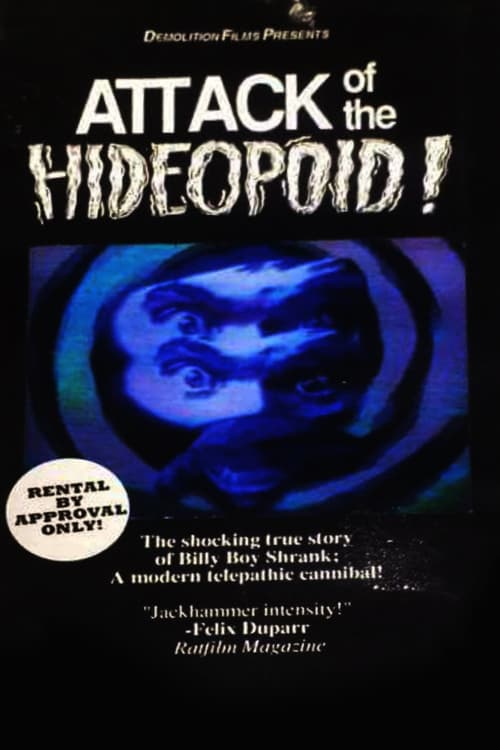 DEMOLITION FILMS PRESENTS
ATTACK of the
HIDEOPOID!
RENTAL
BY
APPROVAL
ONLY!
The shocking true story
of Billy Boy Shrank;
A modern telepathic cannibal!
"Jackhammer intensity!"
-Felix Duparr
Ratfilm Magazine